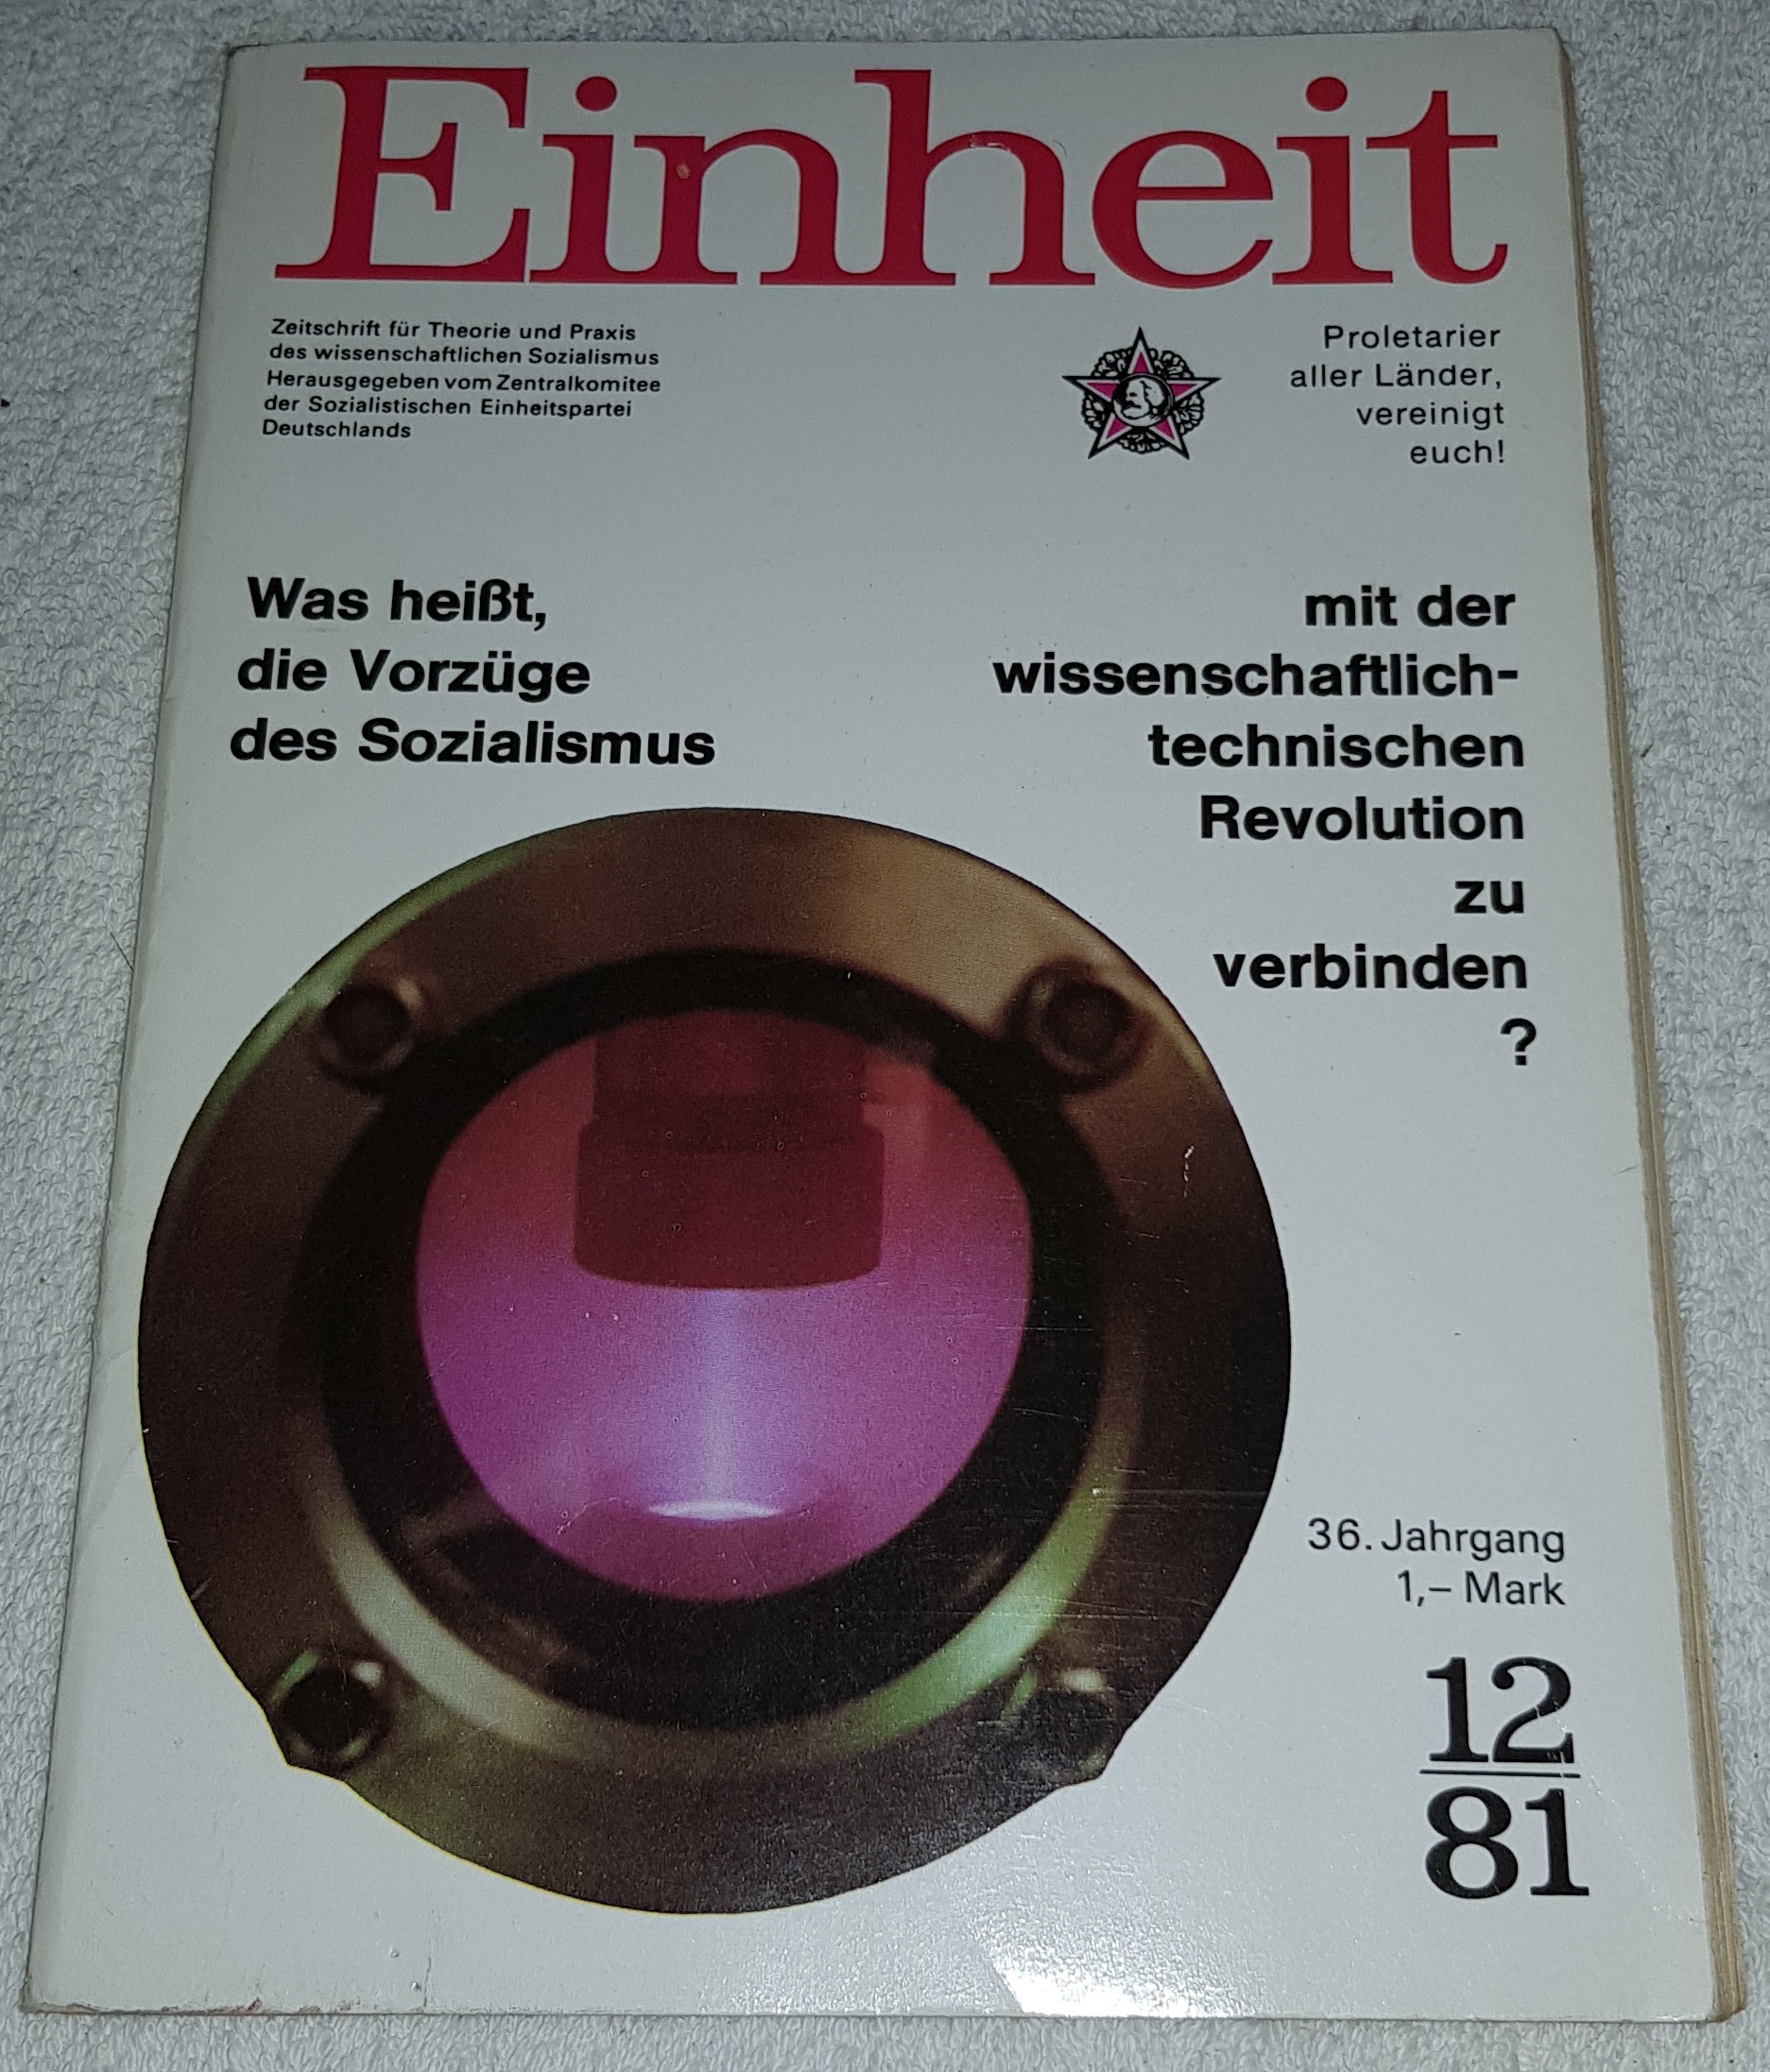 Einheit
Zeitschrift für Theorie und Praxis
des wissenschaftlichen Sozialismus
Herausgegeben vom Zentralkomitee
der Sozialistischen Einheitspartei
Deutschlands
Proletarier
aller Länder,
vereinigt
euch!
Was heißt,
die Vorzüge
des Sozialismus
mit der
wissenschaftlich-
technischen
Revolution
zu
verbinden
?
36. Jahrgang
1,– Mark
12
81